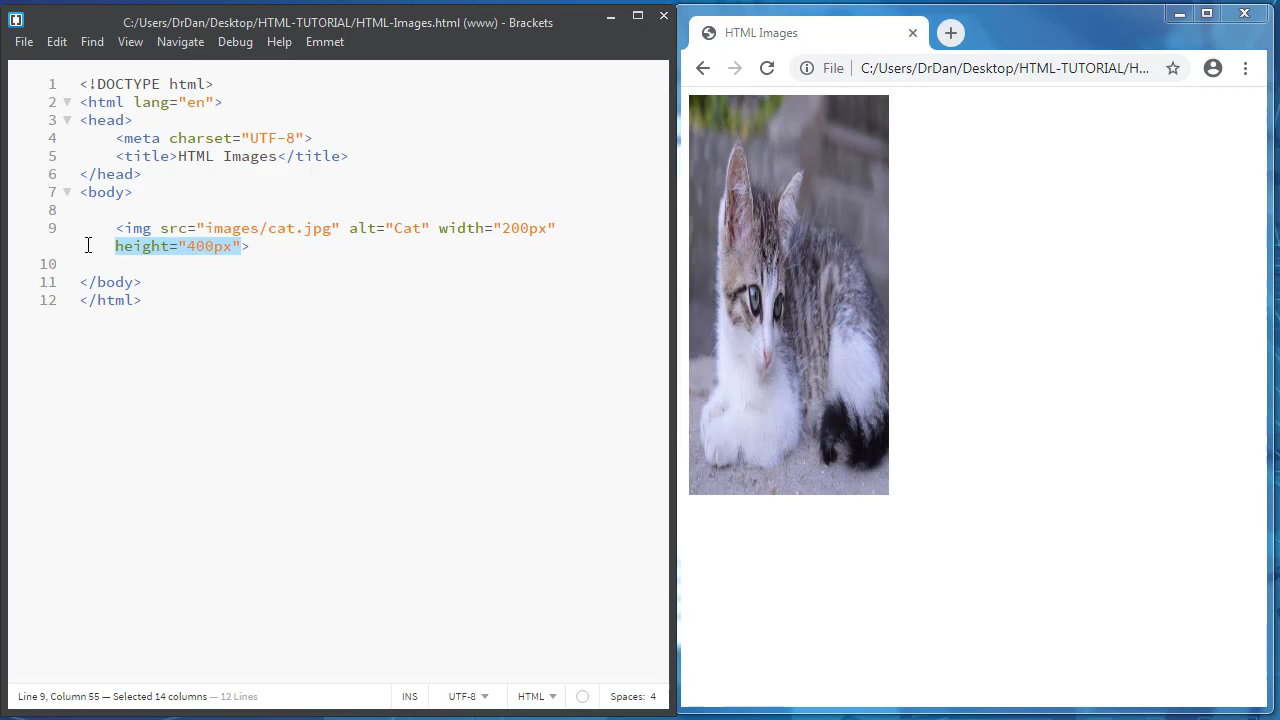 C:/Users/DrDan/Desktop/HTML-TUTORIAL/HTML-Images.html (www) - Brackets
File Edit Find View Navigate Debug Help Emmet
1 <!DOCTYPE html>
2 <html lang="en">
3 <head>
4 <meta charset="UTF-8">
5 <title>HTML Images</title>
6 </head>
7 <body>
8
9 <img src="images/cat.jpg" alt="Cat" width="200px"
height="400px">
10
11 </body>
12 </html>
Line 9, Column 55 — Selected 14 columns — 12 Lines
INS UTF-8 HTML Spaces: 4
HTML Images
File C:/Users/DrDan/Desktop/HTML-TUTORIAL/H...